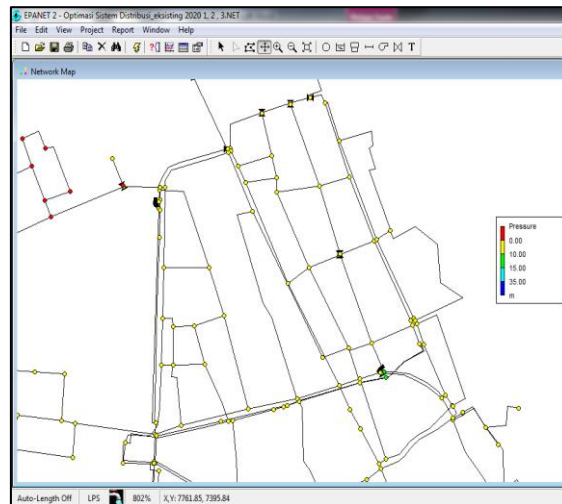 EPANET 2 - Optimasi Sistem Distribusi_eksisting 2020 1, 2 , 3.NET
File Edit View Project Report Window Help
T
Network Map
Pressure
0.00
10.00
15.00
35.00
m
Auto-Length Off LPS 802% X,Y: 7761.85, 7395.84